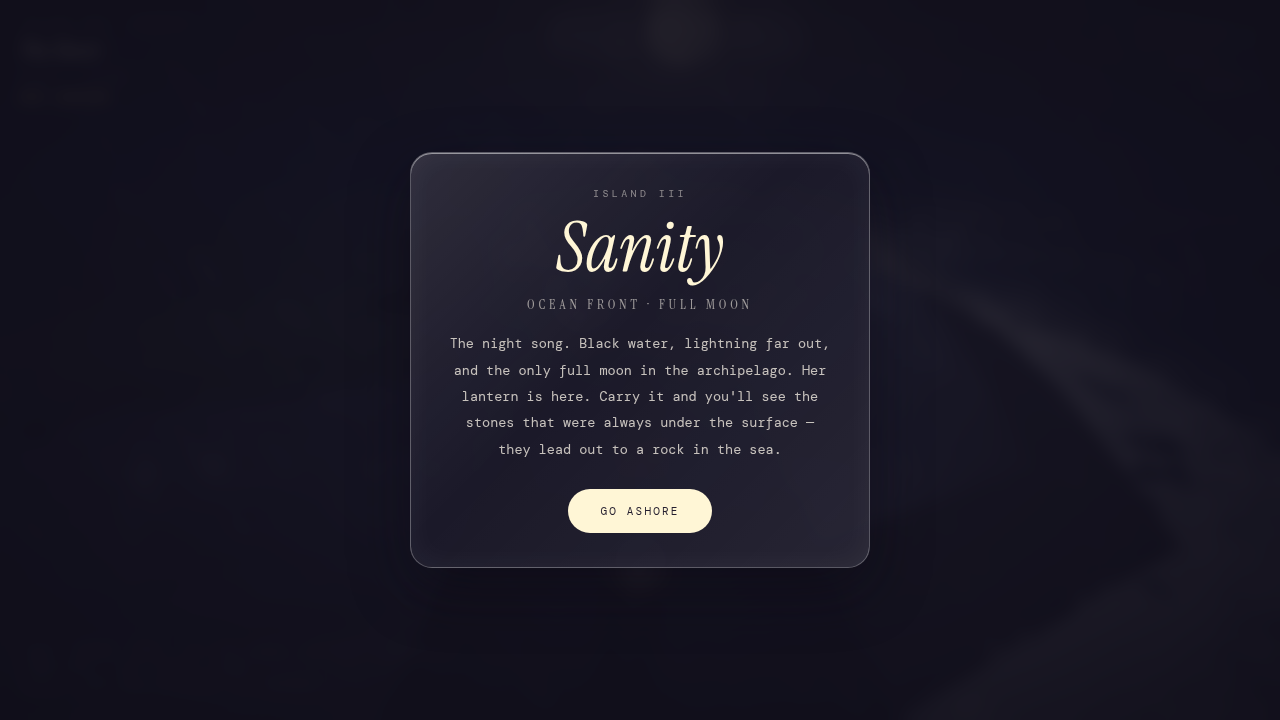 ISLAND III
Sanity
OCEAN FRONT · FULL MOON
The night song. Black water, lightning far out,
and the only full moon in the archipelago. Her
lantern is here. Carry it and you'll see the
stones that were always under the surface —
they lead out to a rock in the sea.
GO ASHORE